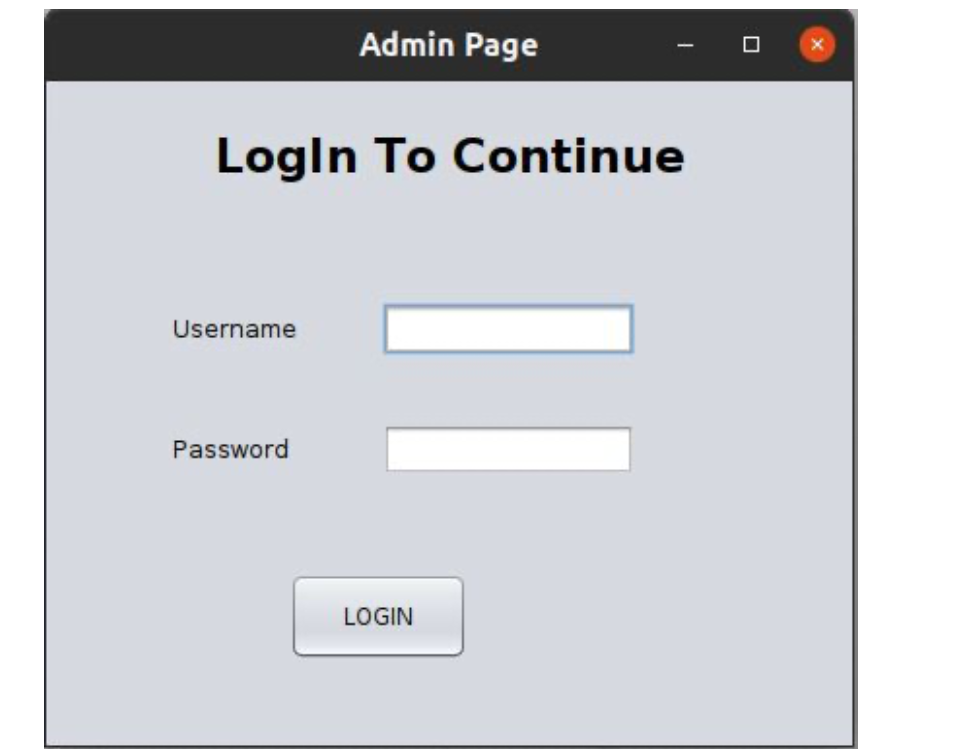 Admin Page
LogIn To Continue
Username
Password
LOGIN